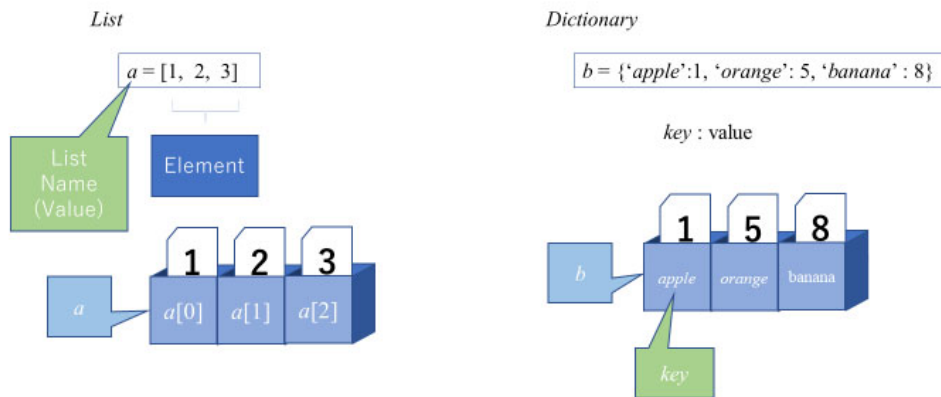 List
a = [1, 2, 3]
List
Name
(Value)
Element
1 2 3
a
a[0] a[1] a[2]
Dictionary
b = {‘apple’:1, ‘orange’: 5, ‘banana’ : 8}
key : value
1 5 8
b
apple orange banana
key